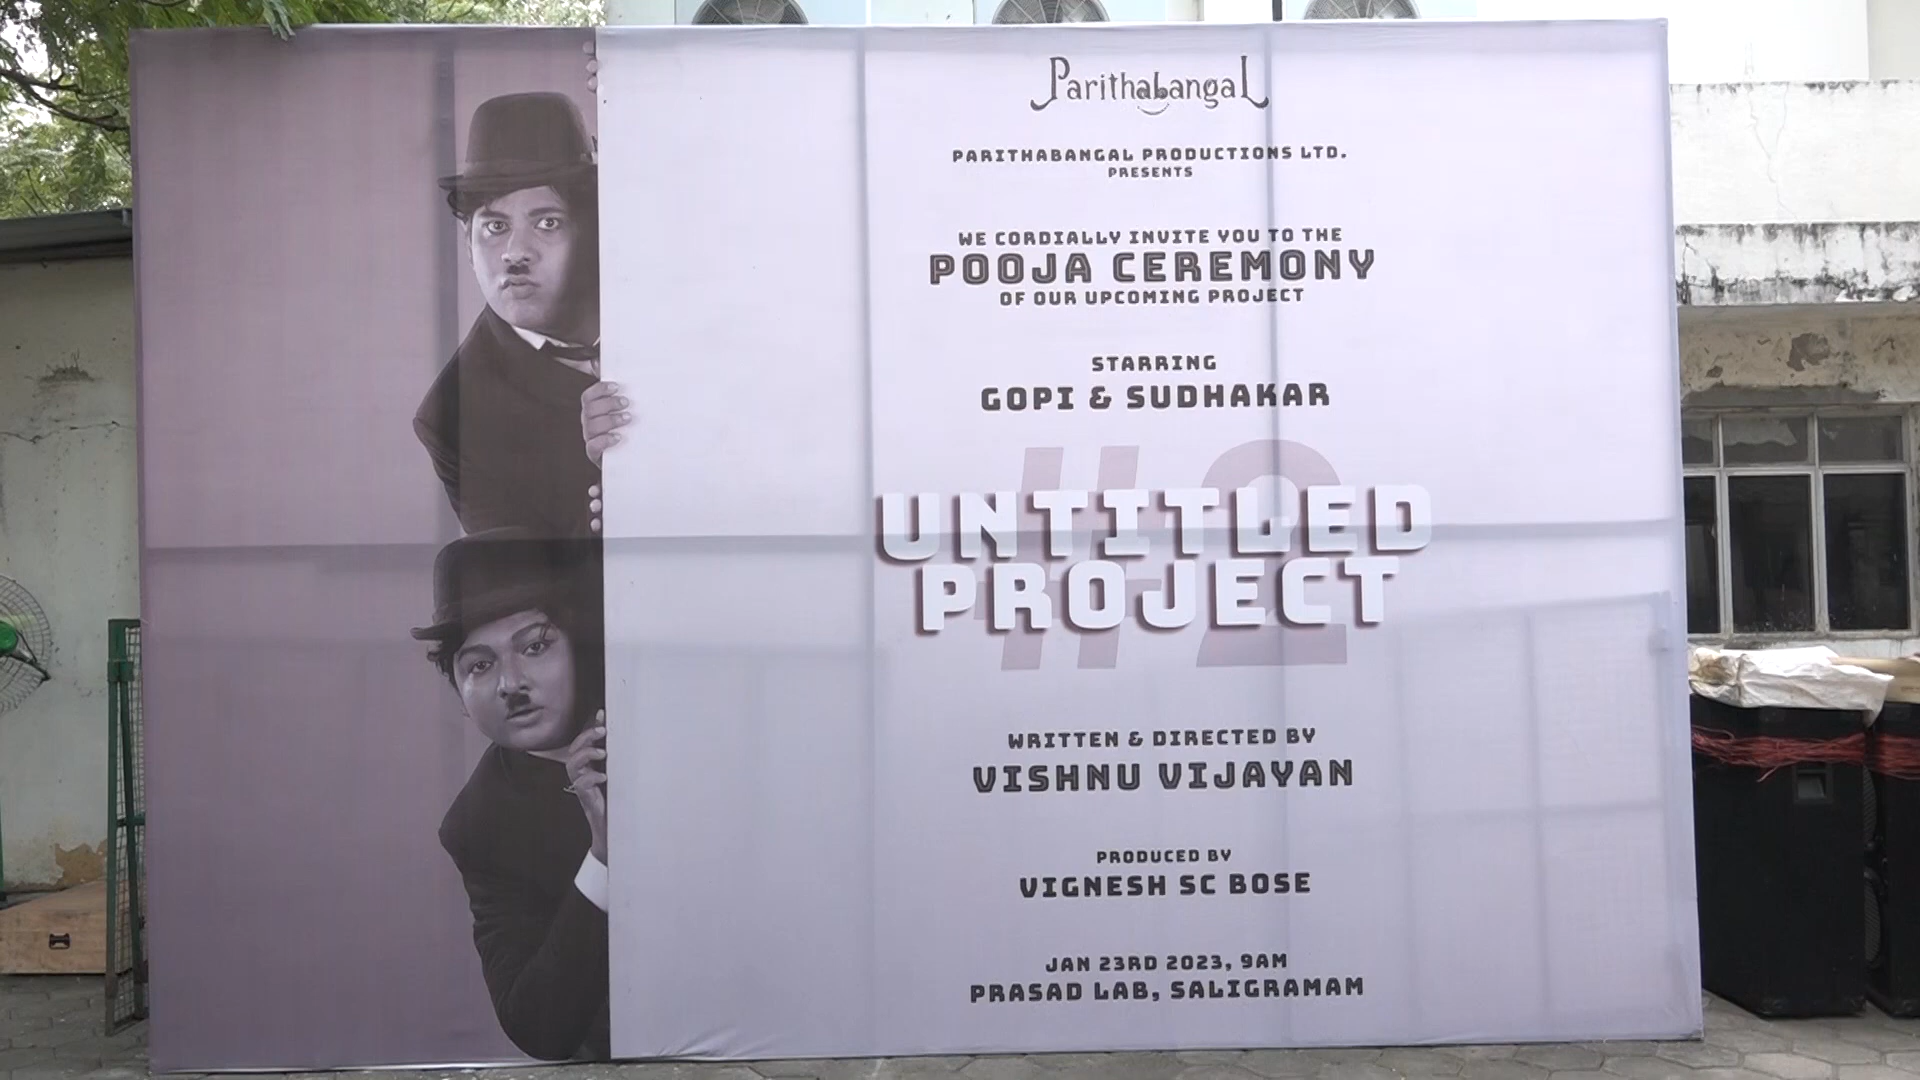 Parithabangal
PARITHABANGAL PRODUCTIONS LTD.
PRESENTS
WE CORDIALLY INVITE YOU TO THE
POOJA CEREMONY
OF OUR UPCOMING PROJECT
STARRING
GOPI & SUDHAKAR
#2
UNTITLED
PROJECT
WRITTEN & DIRECTED BY
VISHNU VIJAYAN
PRODUCED BY
VIGNESH SC BOSE
JAN 23RD 2023, 9AM
PRASAD LAB, SALIGRAMAM